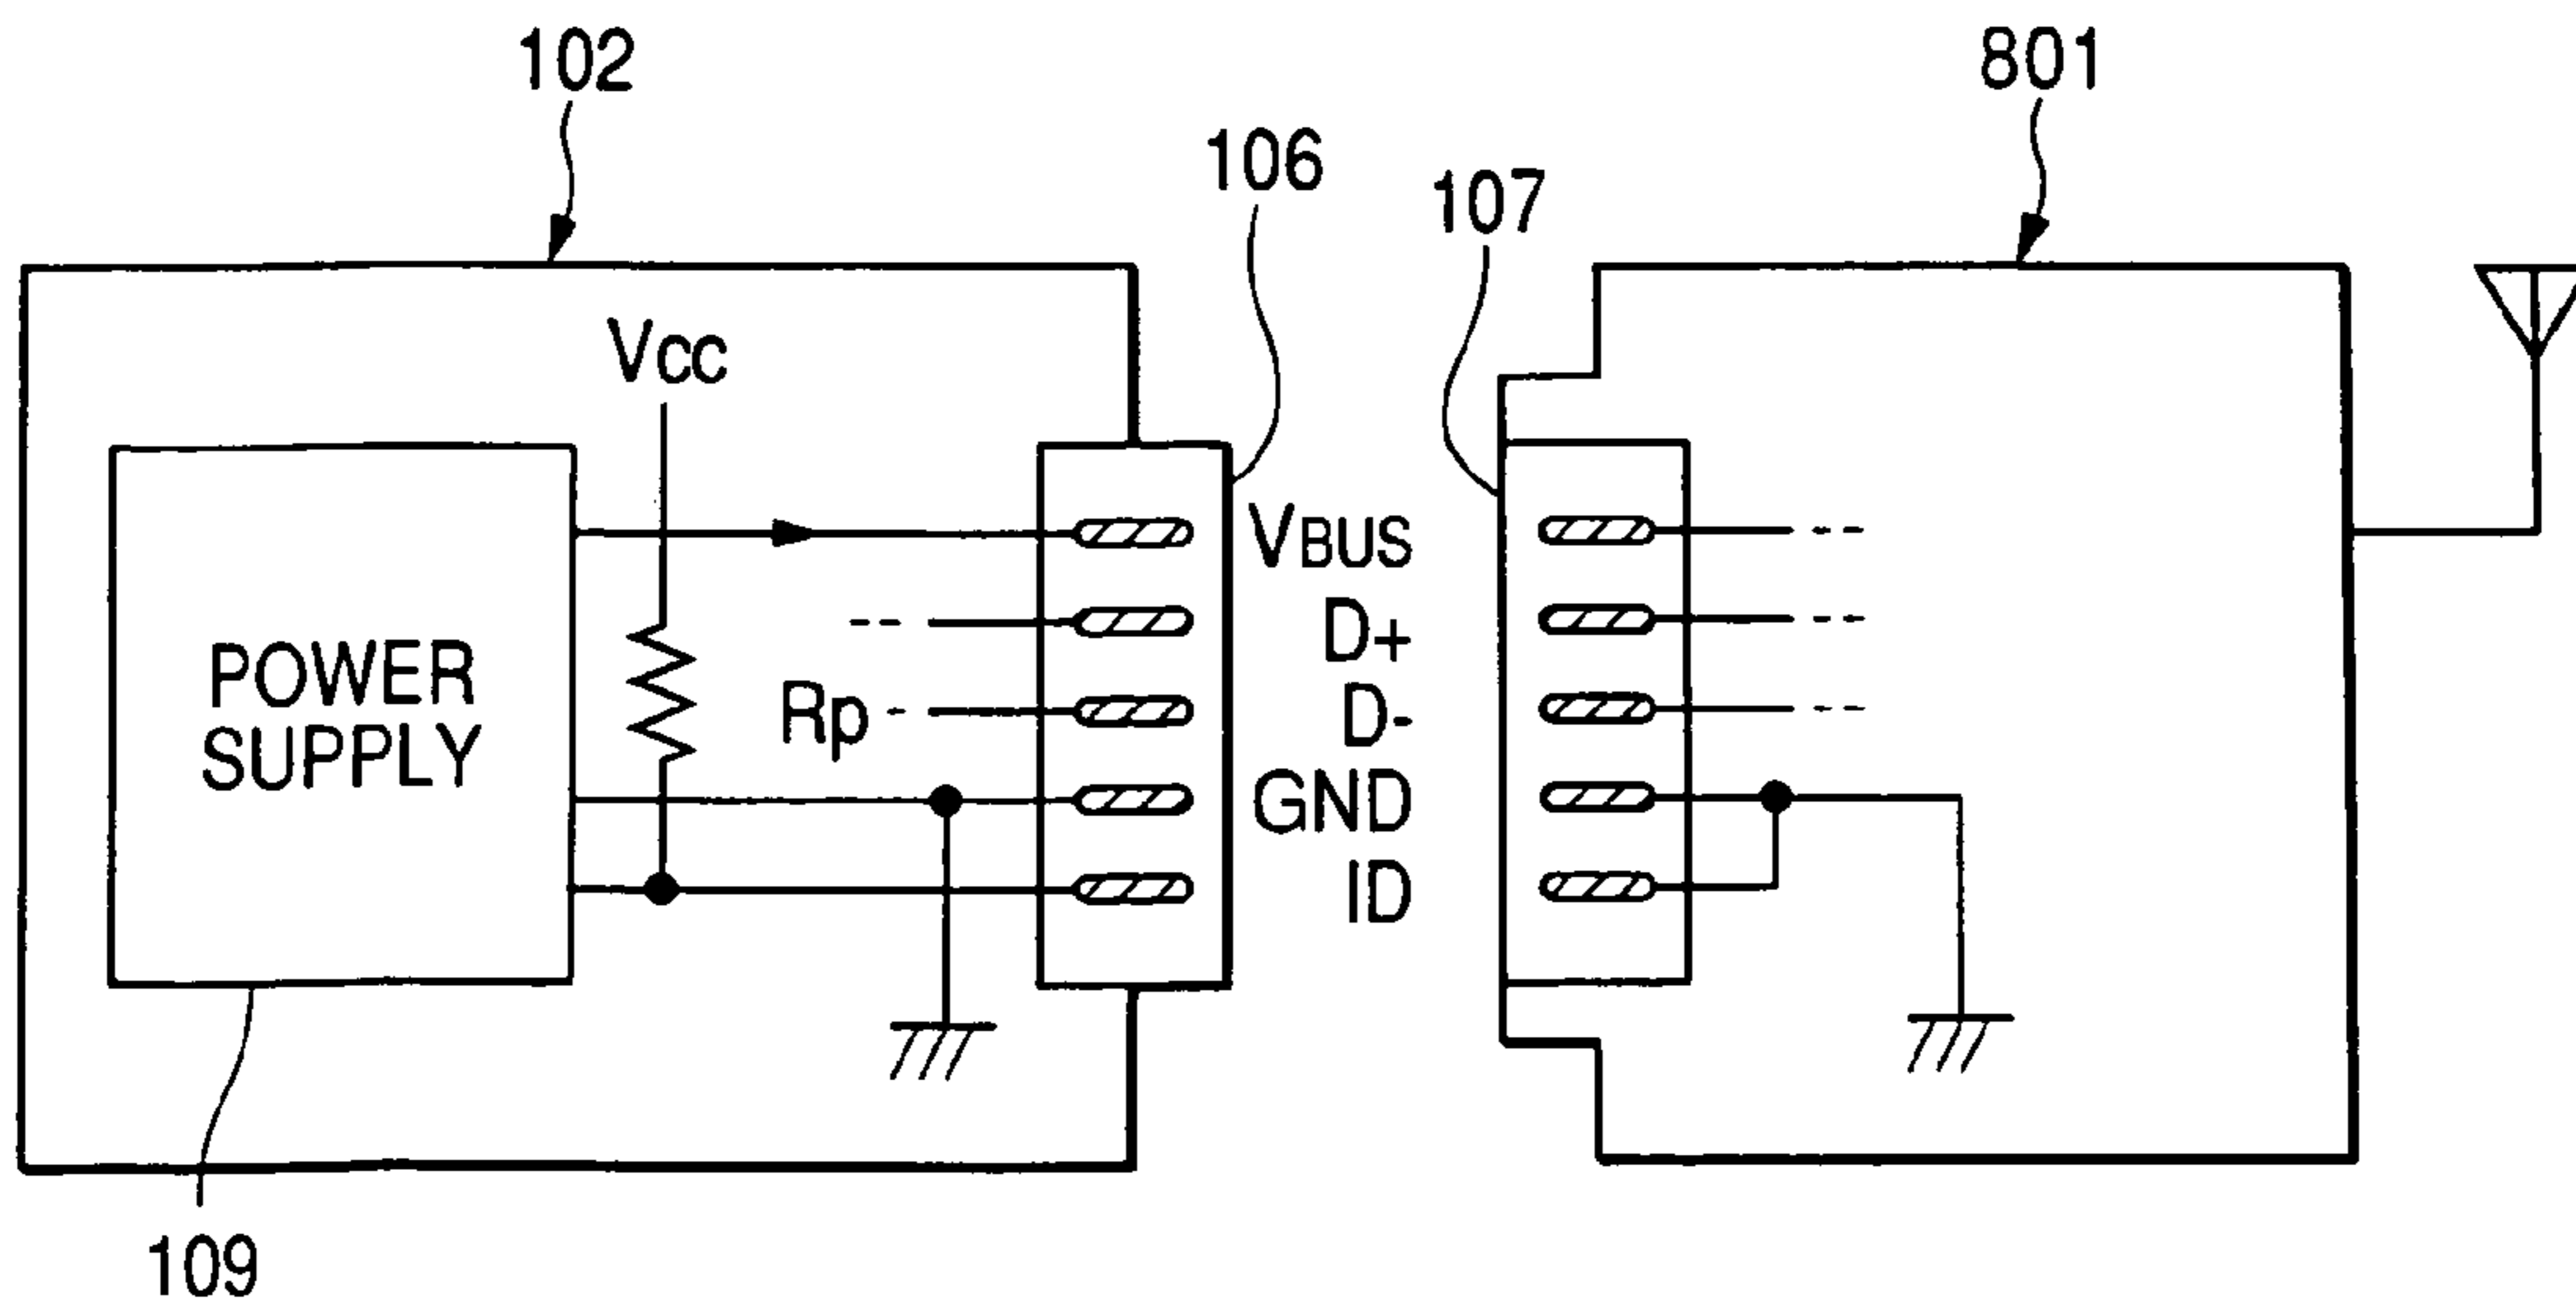 102
801
106
107
Vcc
VBUS
D+
POWER
SUPPLY
Rp
D-
GND
ID
109